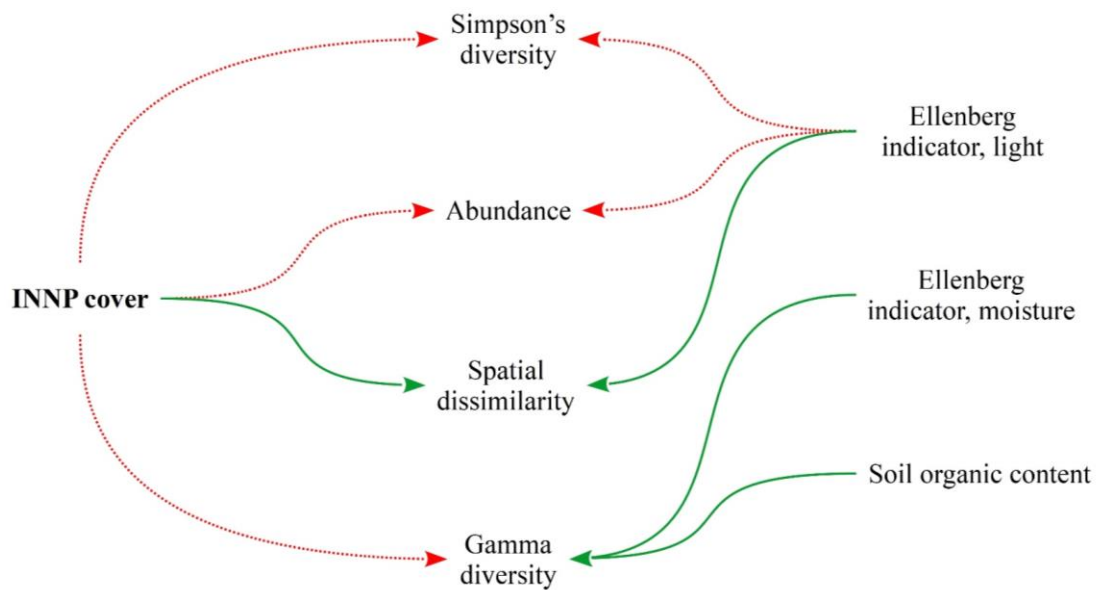 Simpson’s
diversity
Ellenberg
indicator, light
Abundance
INNP cover
Ellenberg
indicator, moisture
Spatial
dissimilarity
Soil organic content
Gamma
diversity